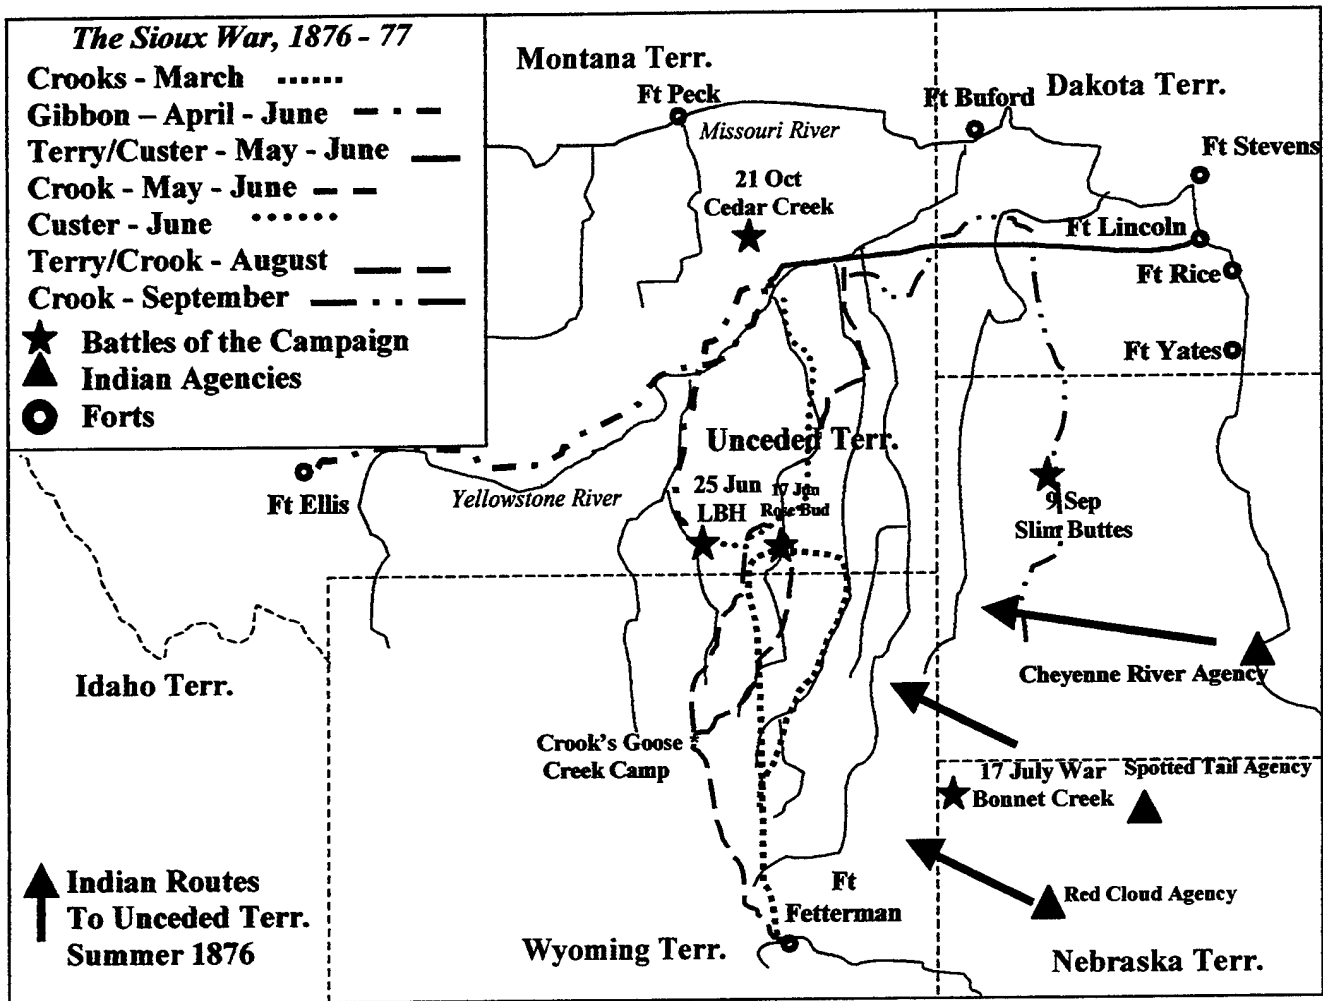 The Sioux War, 1876 - 77
Crooks - March
Gibbon – April - June
Terry/Custer - May - June
Crook - May - June
Custer - June
Terry/Crook - August
Crook - September
Battles of the Campaign
Indian Agencies
Forts
Montana Terr.
Ft Peck
Missouri River
Ft Buford
Dakota Terr.
Ft Stevens
21 Oct
Cedar Creek
Ft Lincoln
Ft Rice
Ft Yates
Unceded Terr.
Ft Ellis
Yellowstone River
25 Jun
LBH
17 Jun
Rose Bud
9 Sep
Slim Buttes
Idaho Terr.
Cheyenne River Agency
Crook's Goose
Creek Camp
17 July War
Bonnet Creek
Spotted Tail Agency
Indian Routes
To Unceded Terr.
Summer 1876
Ft
Fetterman
Red Cloud Agency
Wyoming Terr.
Nebraska Terr.